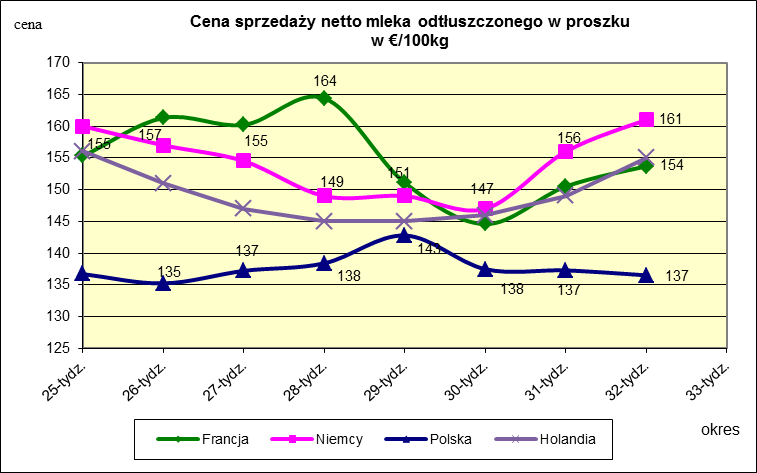 cena
Cena sprzedaży netto mleka odtłuszczonego w proszku
w €/100kg
170
165
160
155
150
145
140
135
130
125
164
155
157
155
149
151
147
156
161
154
135
137
138
143
138
137
137
25-tydz.
26-tydz.
27-tydz.
28-tydz.
29-tydz.
30-tydz.
31-tydz.
32-tydz.
33-tydz.
okres
Francja Niemcy Polska Holandia